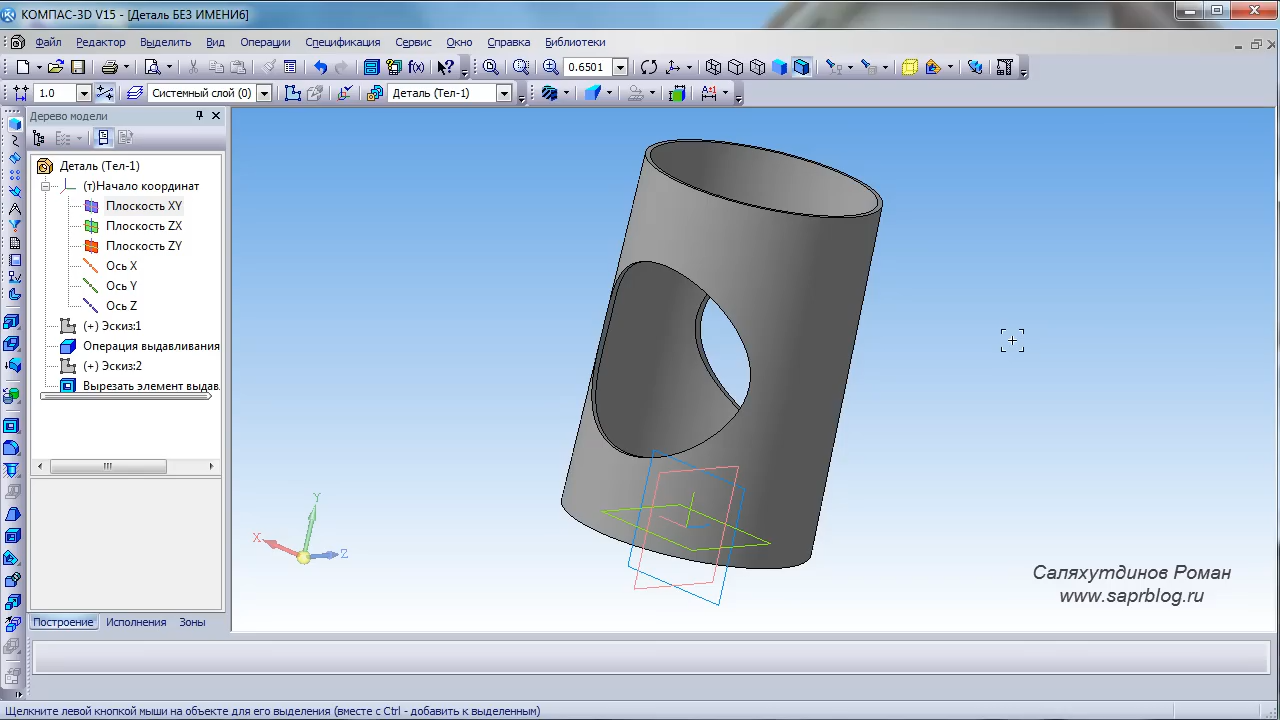 КОМПАС-3D V15 - [Деталь БЕЗ ИМЕНИ6]
Файл Редактор Выделить Вид Операции Спецификация Сервис Окно Справка Библиотеки
f(x) 0.6501
1.0 Системный слой (0) Деталь (Тел-1)
Дерево модели
Деталь (Тел-1)
(т)Начало координат
Плоскость XY
Плоскость ZX
Плоскость ZY
Ось X
Ось Y
Ось Z
(+) Эскиз:1
Операция выдавливания
(+) Эскиз:2
Вырезать элемент выдав.
Y
X
Z
Построение Исполнения Зоны
Саляхутдинов Роман
www.saprblog.ru
Щелкните левой кнопкой мыши на объекте для его выделения (вместе с Ctrl - добавить к выделенным)